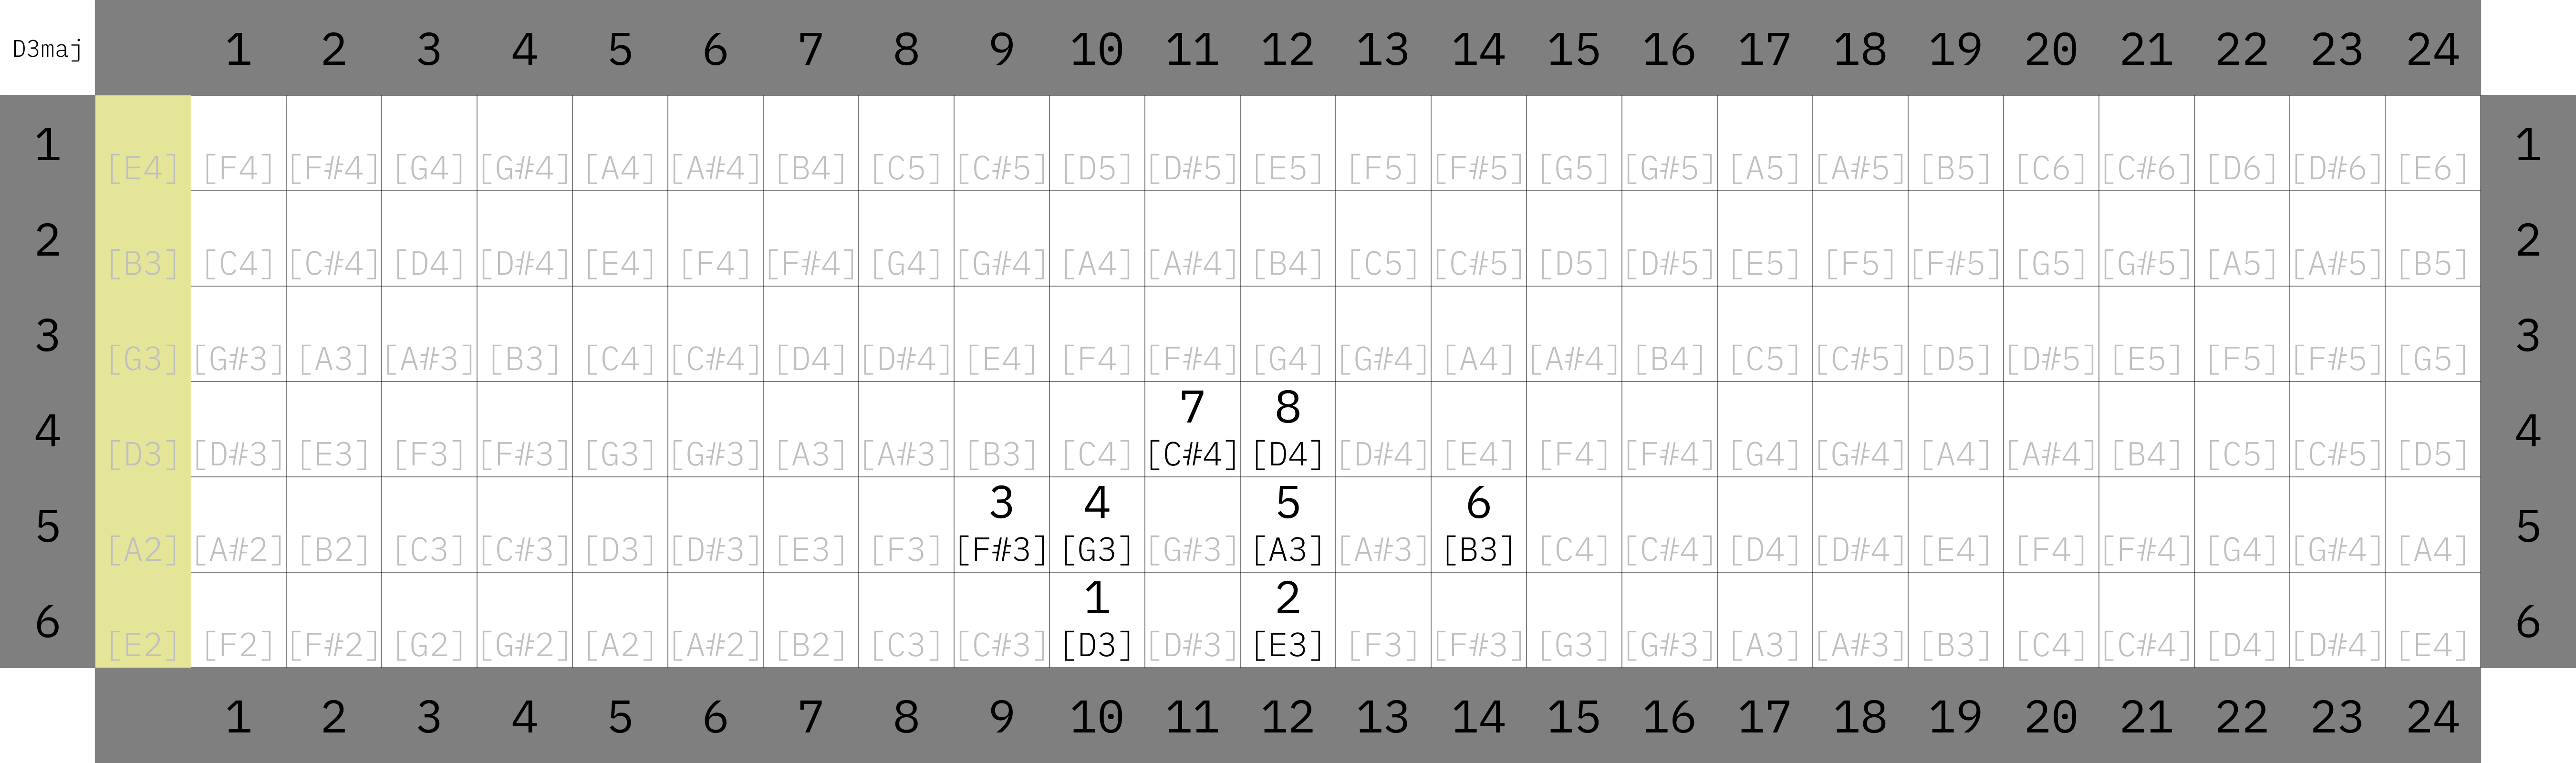 D3maj 1 2 3 4 5 6 7 8 9 10 11 12 13 14 15 16 17 18 19 20 21 22 23 24
1 [E4] [F4] [F#4] [G4] [G#4] [A4] [A#4] [B4] [C5] [C#5] [D5] [D#5] [E5] [F5] [F#5] [G5] [G#5] [A5] [A#5] [B5] [C6] [C#6] [D6] [D#6] [E6] 1
2 [B3] [C4] [C#4] [D4] [D#4] [E4] [F4] [F#4] [G4] [G#4] [A4] [A#4] [B4] [C5] [C#5] [D5] [D#5] [E5] [F5] [F#5] [G5] [G#5] [A5] [A#5] [B5] 2
3 [G3] [G#3] [A3] [A#3] [B3] [C4] [C#4] [D4] [D#4] [E4] [F4] [F#4] [G4] [G#4] [A4] [A#4] [B4] [C5] [C#5] [D5] [D#5] [E5] [F5] [F#5] [G5] 3
7 8
4 [D3] [D#3] [E3] [F3] [F#3] [G3] [G#3] [A3] [A#3] [B3] [C4] [C#4] [D4] [D#4] [E4] [F4] [F#4] [G4] [G#4] [A4] [A#4] [B4] [C5] [C#5] [D5] 4
3 4 5 6
5 [A2] [A#2] [B2] [C3] [C#3] [D3] [D#3] [E3] [F3] [F#3] [G3] [G#3] [A3] [A#3] [B3] [C4] [C#4] [D4] [D#4] [E4] [F4] [F#4] [G4] [G#4] [A4] 5
1 2
6 [E2] [F2] [F#2] [G2] [G#2] [A2] [A#2] [B2] [C3] [C#3] [D3] [D#3] [E3] [F3] [F#3] [G3] [G#3] [A3] [A#3] [B3] [C4] [C#4] [D4] [D#4] [E4] 6
1 2 3 4 5 6 7 8 9 10 11 12 13 14 15 16 17 18 19 20 21 22 23 24